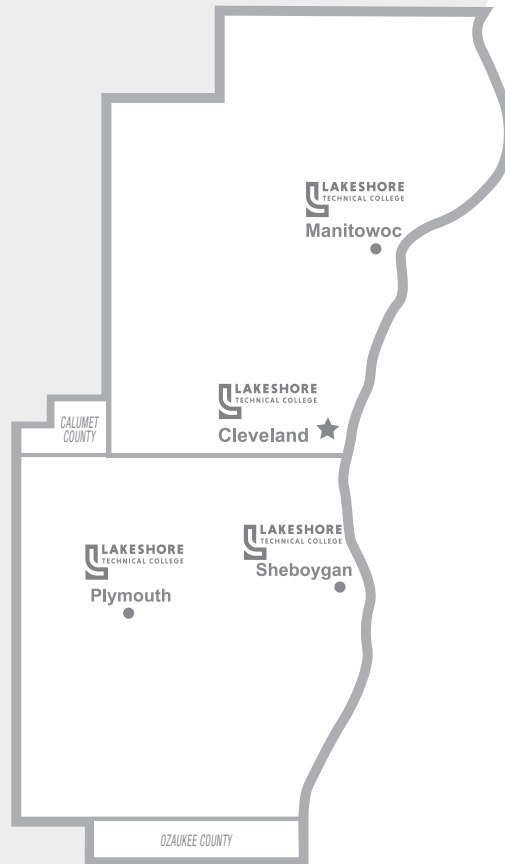 LAKESHORE
TECHNICAL COLLEGE
Manitowoc
LAKESHORE
TECHNICAL COLLEGE
Cleveland
CALUMET
COUNTY
LAKESHORE
TECHNICAL COLLEGE
Sheboygan
LAKESHORE
TECHNICAL COLLEGE
Plymouth
OZAUKEE COUNTY